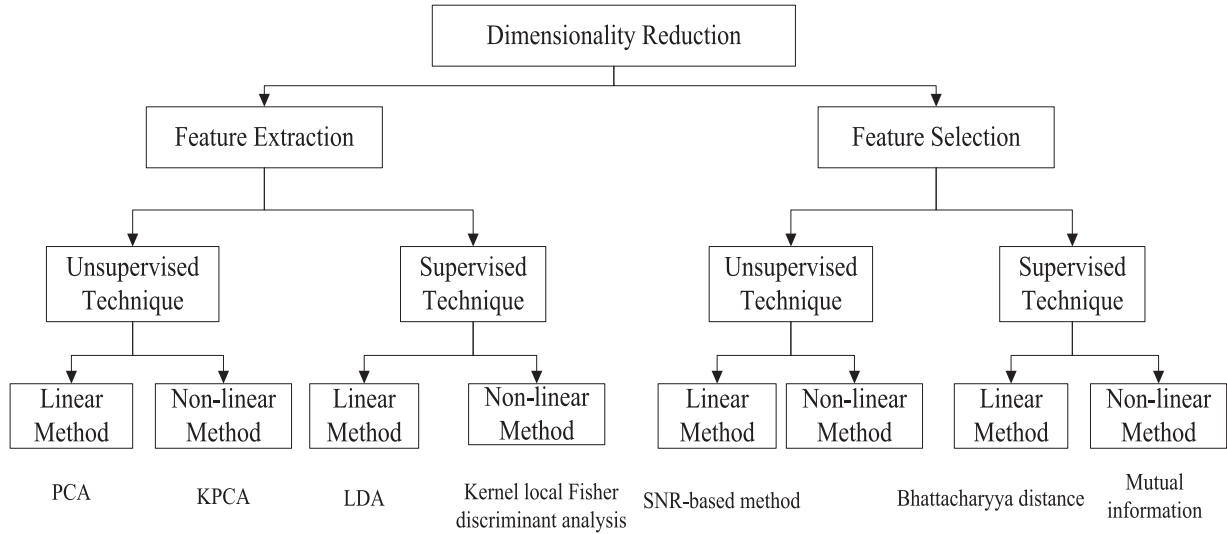 Dimensionality Reduction
Feature Extraction
Feature Selection
Unsupervised
Technique
Supervised
Technique
Unsupervised
Technique
Supervised
Technique
Linear
Method
Non-linear
Method
Linear
Method
Non-linear
Method
Linear
Method
Non-linear
Method
Linear
Method
Non-linear
Method
PCA
KPCA
LDA
Kernel local Fisher
discriminant analysis
SNR-based method
Bhattacharyya distance
Mutual
information